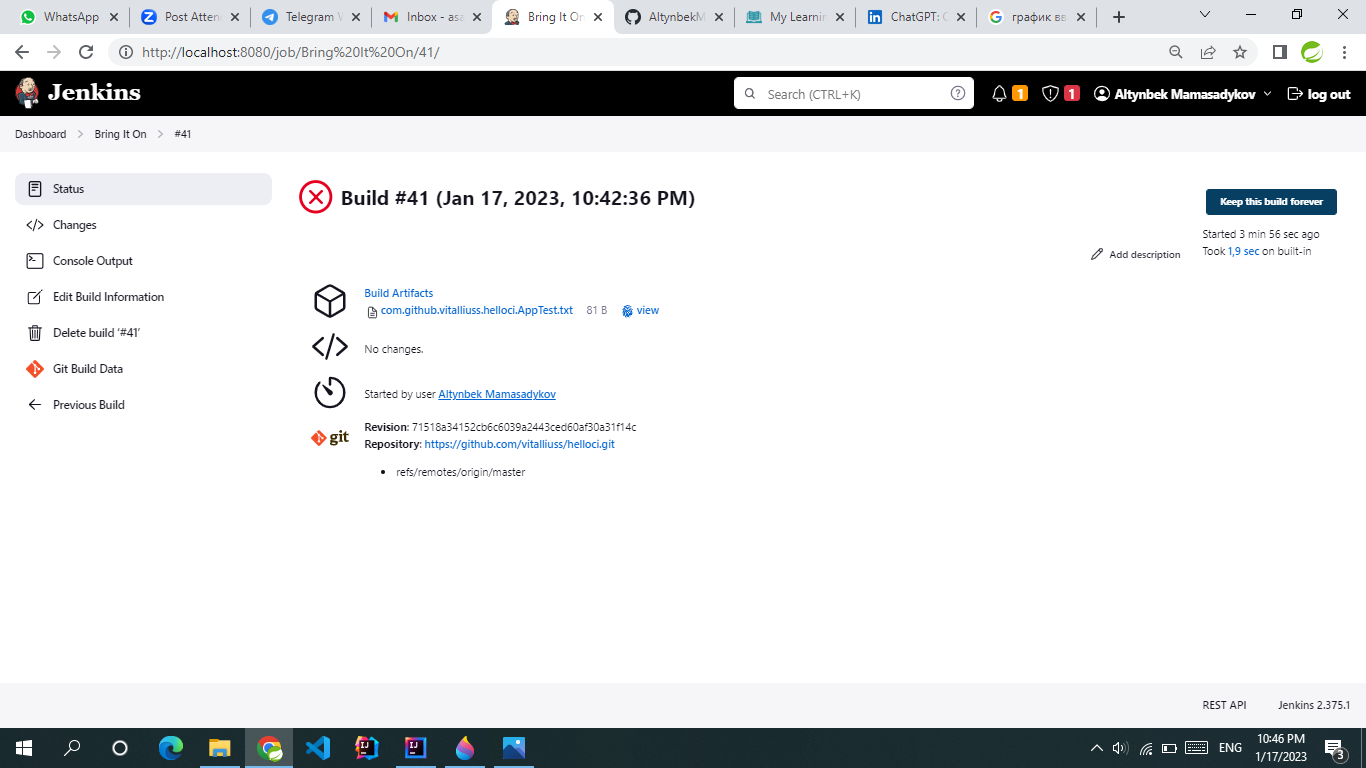 WhatsApp
Post Atten
Telegram W
Inbox - asa
Bring It On
AltynbekM
My Learnin
ChatGPT: C
график вв
http://localhost:8080/job/Bring%20It%20On/41/
Jenkins
Search (CTRL+K)
1
1
Altynbek Mamasadykov
log out
Dashboard
Bring It On
#41
Status
Changes
Console Output
Edit Build Information
Delete build ‘#41’
Git Build Data
Previous Build
Build #41 (Jan 17, 2023, 10:42:36 PM)
Keep this build forever
Started 3 min 56 sec ago
Took 1,9 sec on built-in
Add description
Build Artifacts
com.github.vitalliuss.helloci.AppTest.txt 81 B view
No changes.
Started by user Altynbek Mamasadykov
git
Revision: 71518a34152cb6c6039a2443ced60af30a31f14c
Repository: https://github.com/vitalliuss/helloci.git
refs/remotes/origin/master
REST API
Jenkins 2.375.1
ENG
10:46 PM
1/17/2023
3